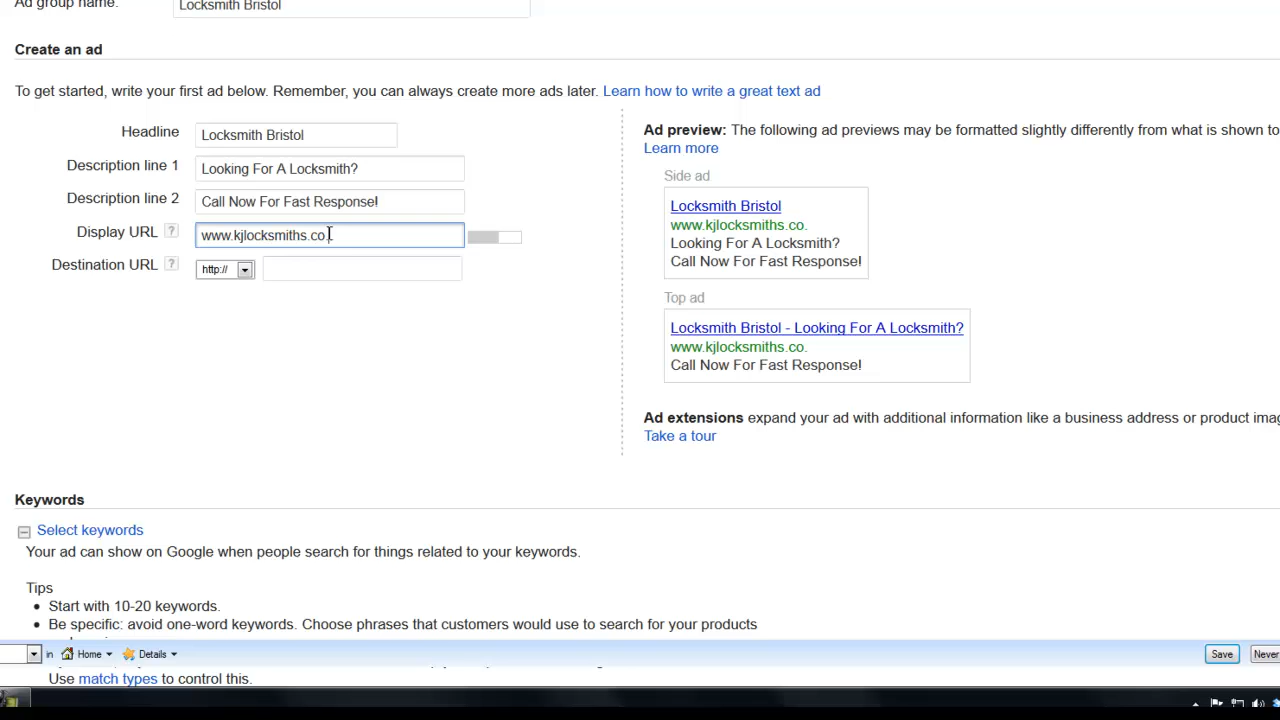 Ad group name: Locksmith Bristol
Create an ad
To get started, write your first ad below. Remember, you can always create more ads later. Learn how to write a great text ad
Headline Locksmith Bristol
Description line 1 Looking For A Locksmith?
Description line 2 Call Now For Fast Response!
Display URL ? www.kjlocksmiths.co.
Destination URL ? http://
Ad preview: The following ad previews may be formatted slightly differently from what is shown to
Learn more
Side ad
Locksmith Bristol
www.kjlocksmiths.co.
Looking For A Locksmith?
Call Now For Fast Response!
Top ad
Locksmith Bristol - Looking For A Locksmith?
www.kjlocksmiths.co.
Call Now For Fast Response!
Ad extensions expand your ad with additional information like a business address or product
Take a tour
Keywords
Select keywords
Your ad can show on Google when people search for things related to your keywords.
Tips
• Start with 10-20 keywords.
• Be specific: avoid one-word keywords. Choose phrases that customers would use to search for your products
in Home Details Save Never
Use match types to control this.